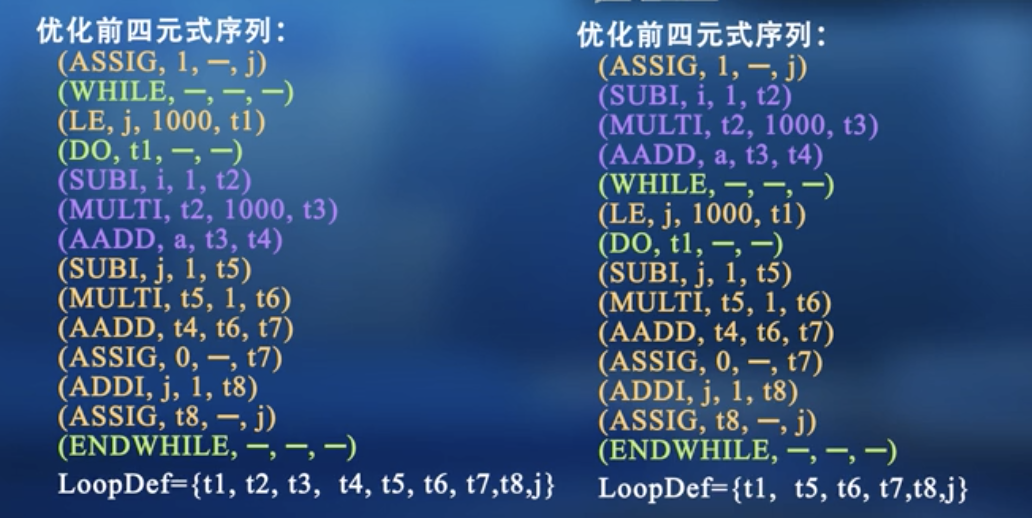 优化前四元式序列：
(ASSIG, 1, −, j)
(WHILE, −, −, −)
(LE, j, 1000, t1)
(DO, t1, −, −)
(SUBI, i, 1, t2)
(MULTI, t2, 1000, t3)
(AADD, a, t3, t4)
(SUBI, j, 1, t5)
(MULTI, t5, 1, t6)
(AADD, t4, t6, t7)
(ASSIG, 0, −, t7)
(ADDI, j, 1, t8)
(ASSIG, t8, −, j)
(ENDWHILE, −, −, −)
LoopDef={t1, t2, t3, t4, t5, t6, t7,t8,j}
优化前四元式序列：
(ASSIG, 1, −, j)
(SUBI, i, 1, t2)
(MULTI, t2, 1000, t3)
(AADD, a, t3, t4)
(WHILE, −, −, −)
(LE, j, 1000, t1)
(DO, t1, −, −)
(SUBI, j, 1, t5)
(MULTI, t5, 1, t6)
(AADD, t4, t6, t7)
(ASSIG, 0, −, t7)
(ADDI, j, 1, t8)
(ASSIG, t8, −, j)
(ENDWHILE, −, −, −)
LoopDef={t1, t5, t6, t7,t8,j}